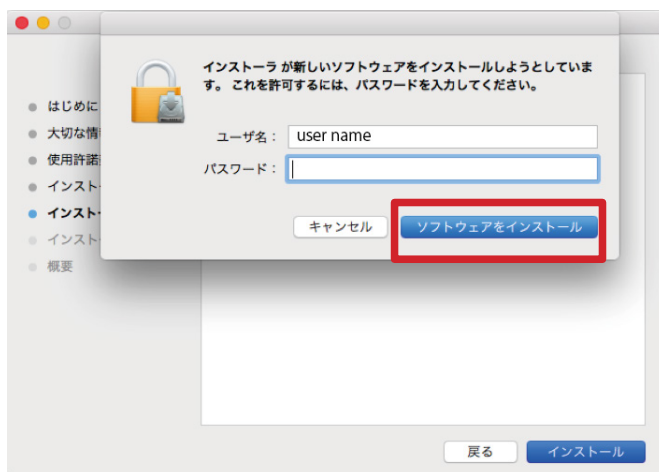 インストーラ が新しいソフトウェアをインストールしようとしていま
す。 これを許可するには、パスワードを入力してください。
ユーザ名： user name
パスワード：
キャンセル ソフトウェアをインストール
はじめに
大切な情
使用許諾
インスト
インスト
インスト
概要
戻る インストール